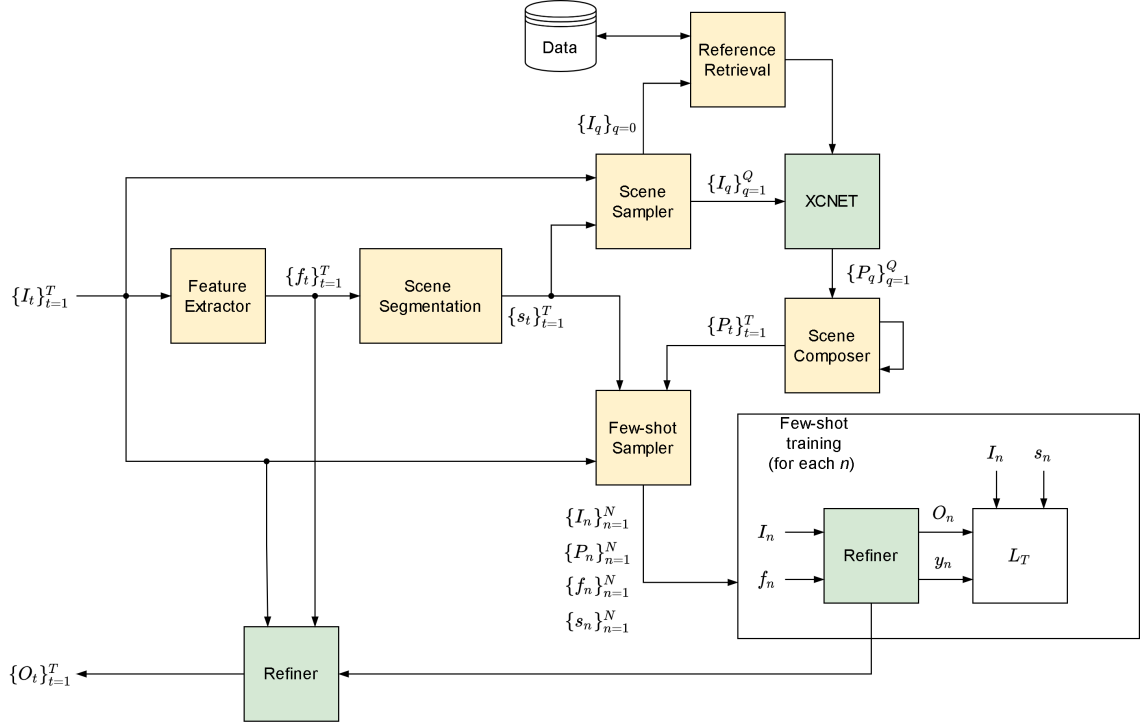 Data
Reference
Retrieval
$\{I_q\}_{q=0}$
Scene
Sampler
$\{I_q\}_{q=1}^{Q}$
XCNET
$\{I_t\}_{t=1}^{T}$
Feature
Extractor
$\{f_t\}_{t=1}^{T}$
Scene
Segmentation
$\{s_t\}_{t=1}^{T}$
$\{P_q\}_{q=1}^{Q}$
$\{P_t\}_{t=1}^{T}$
Scene
Composer
Few-shot
Sampler
Few-shot
training
(for each n)
$I_n$ $s_n$
$\{I_n\}_{n=1}^{N}$
$\{P_n\}_{n=1}^{N}$
$\{f_n\}_{n=1}^{N}$
$\{s_n\}_{n=1}^{N}$
$I_n$
$f_n$
Refiner
$O_n$
$y_n$
$L_T$
Refiner
$\{O_t\}_{t=1}^{T}$